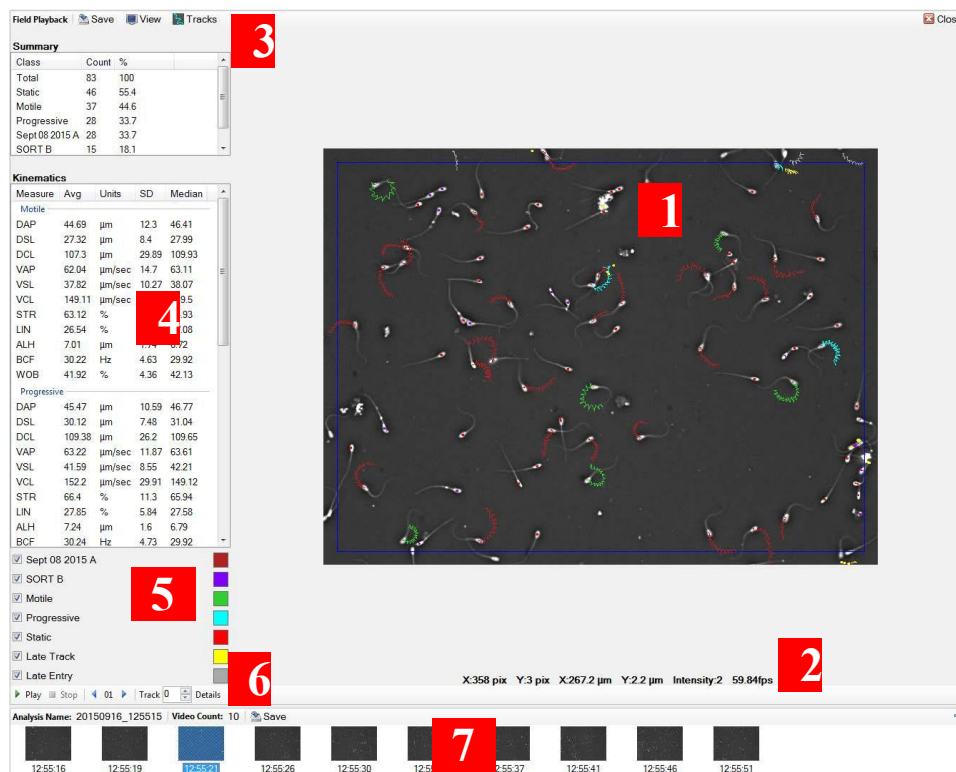 Field Playback Save View Tracks Clos
3
Summary
Class Count %
Total 83 100
Static 46 55.4
Motile 37 44.6
Progressive 28 33.7
Sept 08 2015 A 28 33.7
SORT B 15 18.1
Kinematics
Measure Avg Units SD Median
Motile
DAP 44.69 µm 12.3 46.41
DSL 27.32 µm 8.4 27.99
DCL 107.3 µm 29.89 109.93
VAP 62.04 µm/sec 14.7 63.11
VSL 37.82 µm/sec 10.27 38.07
VCL 149.11 µm/sec
STR 63.12 %
LIN 26.54 %
ALH 7.01 µm
BCF 30.22 Hz 4.63 29.92
WOB 41.92 % 4.36 42.13
4
Progressive
DAP 45.47 µm 10.59 46.77
DSL 30.12 µm 7.48 31.04
DCL 109.38 µm 26.2 109.65
VAP 63.22 µm/sec 11.87 63.61
VSL 41.59 µm/sec 8.55 42.21
VCL 152.2 µm/sec 29.91 149.12
STR 66.4 % 11.3 65.94
LIN 27.85 % 5.84 27.58
ALH 7.24 µm 1.6 6.79
BCF 30.24 Hz 4.73 29.92
1
Sept 08 2015 A
SORT B
Motile
Progressive
Static
Late Track
Late Entry
5
6
X:358 pix Y:3 pix X:267.2 µm Y:2.2 µm Intensity:2 59.84fps
2
Play Stop 01 Track 0 Details
Analysis Name: 20150916_125515 Video Count: 10 Save
7
12:55:16 12:55:19 12:55:21 12:55:26 12:55:30 12:55:37 12:55:41 12:55:46 12:55:51